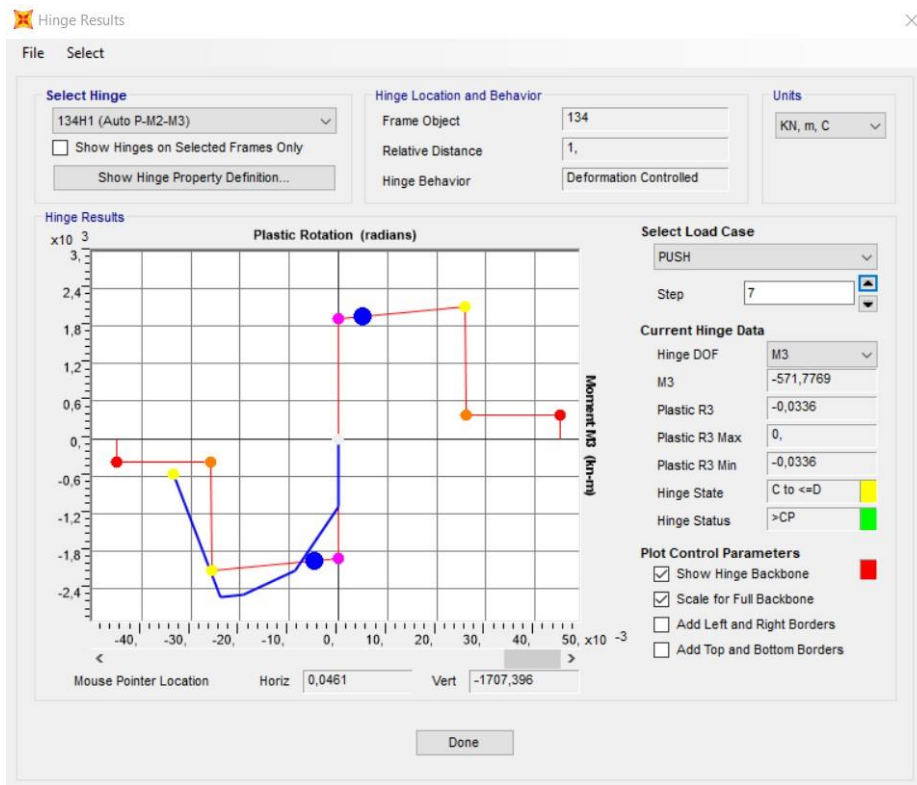 Hinge Results
File Select
Select Hinge
134H1 (Auto P-M2-M3)
Show Hinges on Selected Frames Only
Show Hinge Property Definition...
Hinge Location and Behavior
Frame Object 134
Relative Distance 1,
Hinge Behavior Deformation Controlled
Units
KN, m, C
Hinge Results
x10 3
Plastic Rotation (radians)
3,
2,4
1,8
1,2
0,6
0,
-0,6
-1,2
-1,8
-2,4
Moment M3 (kn-m)
-40, -30, -20, -10, 0, 10, 20, 30, 40, 50, x10 -3
Mouse Pointer Location Horiz 0,0461 Vert -1707,396
Select Load Case
PUSH
Step 7
Current Hinge Data
Hinge DOF M3
M3 -571,7769
Plastic R3 -0,0336
Plastic R3 Max 0,
Plastic R3 Min -0,0336
Hinge State C to <=D
Hinge Status >CP
Plot Control Parameters
Show Hinge Backbone
Scale for Full Backbone
Add Left and Right Borders
Add Top and Bottom Borders
Done